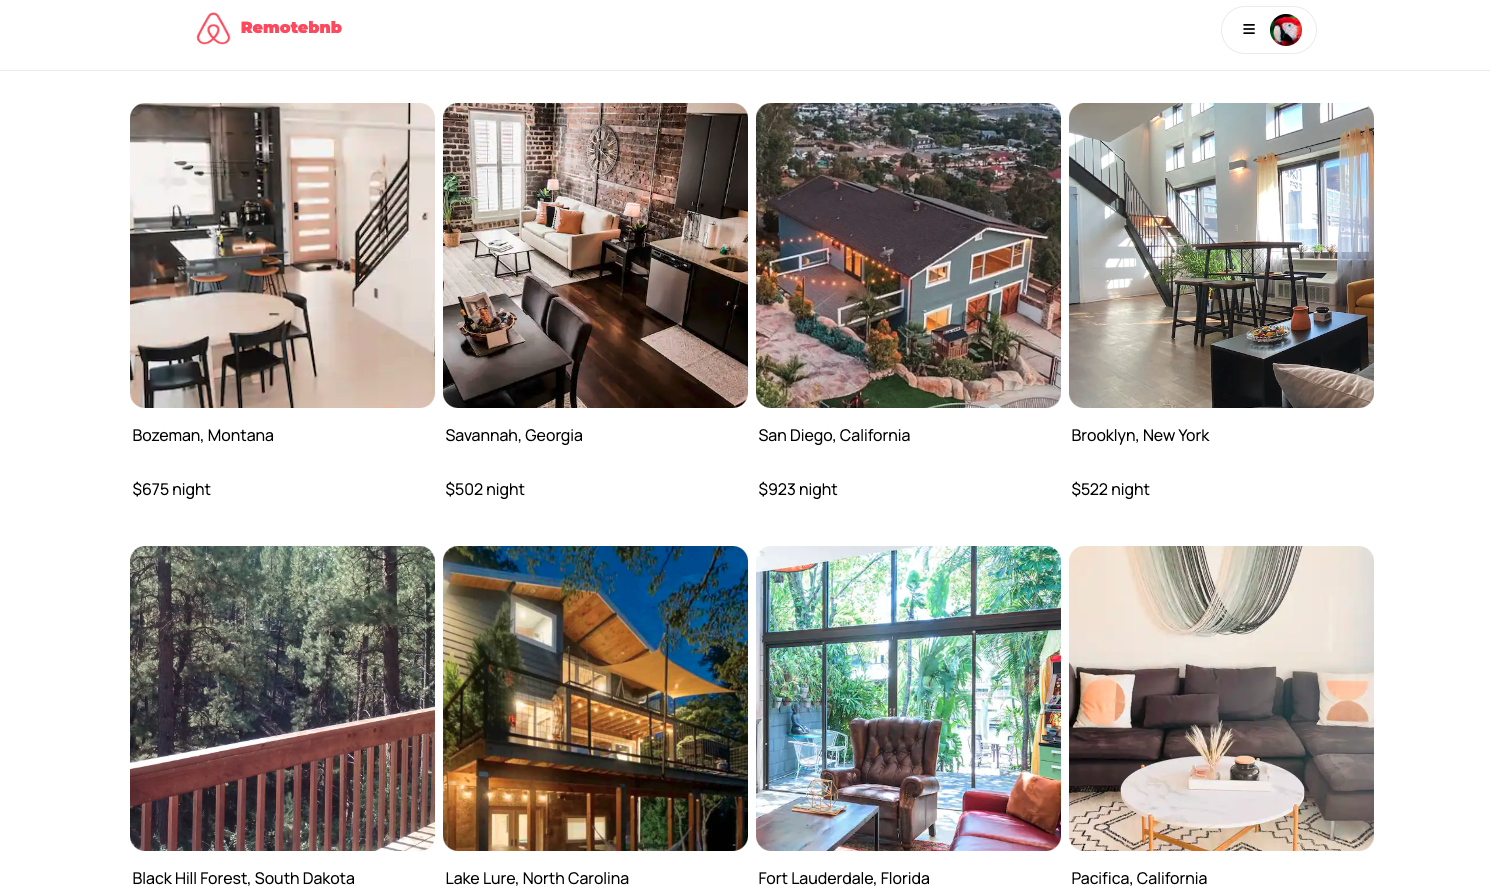 Remotebnb
Bozeman, Montana
$675 night
Savannah, Georgia
$502 night
San Diego, California
$923 night
Brooklyn, New York
$522 night
Black Hill Forest, South Dakota
Lake Lure, North Carolina
Fort Lauderdale, Florida
Pacifica, California